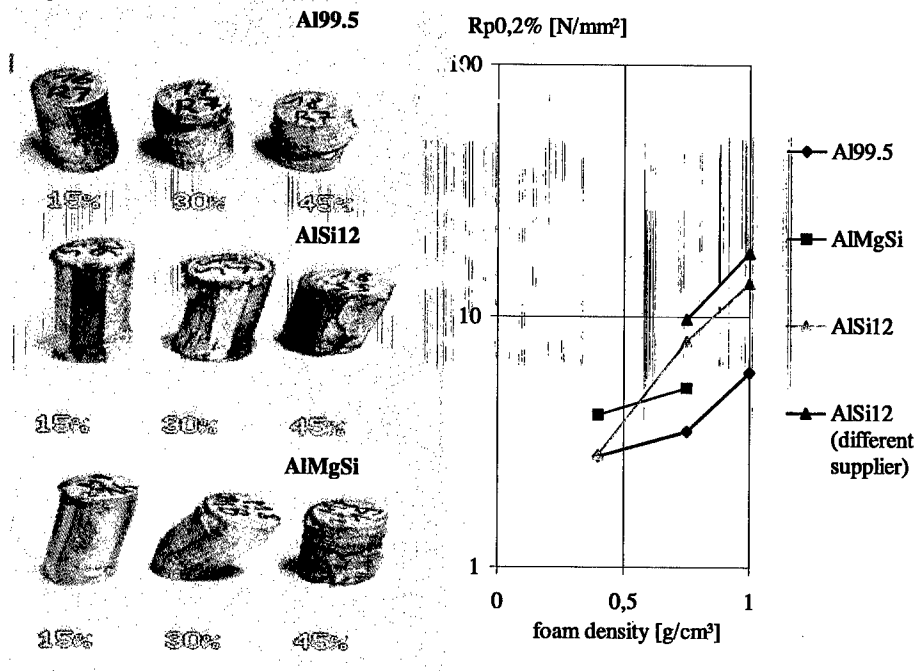 Al99.5
15%
30%
45%
AlSi12
15%
30%
45%
AlMgSi
15%
30%
45%
Rp0,2% [N/mm²]
100
10
1
0
0,5
1
foam density [g/cm³]
Al99.5
AlMgSi
AlSi12
AlSi12
(different
supplier)